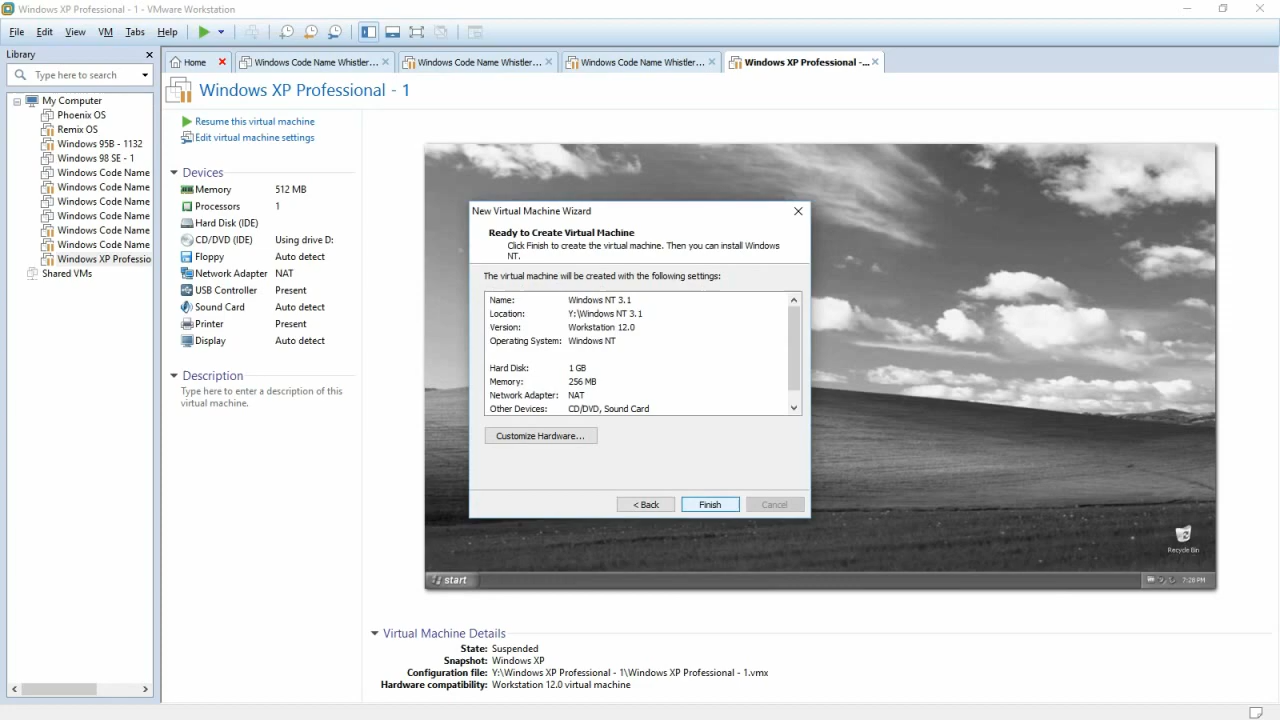 Windows XP Professional - 1 - VMware Workstation
File Edit View VM Tabs Help
Library
Type here to search
My Computer
Phoenix OS
Remix OS
Windows 95B - 1132
Windows 98 SE - 1
Windows Code Name
Windows Code Name
Windows Code Name
Windows Code Name
Windows Code Name
Windows Code Name
Windows XP Professio
Shared VMs
Home
Windows Code Name Whistler...
Windows Code Name Whistler...
Windows Code Name Whistler...
Windows XP Professional -...
Windows XP Professional - 1
Resume this virtual machine
Edit virtual machine settings
Devices
Memory 512 MB
Processors 1
Hard Disk (IDE)
CD/DVD (IDE) Using drive D:
Floppy Auto detect
Network Adapter NAT
USB Controller Present
Sound Card Auto detect
Printer Present
Display Auto detect
Description
Type here to enter a description of this
virtual machine.
New Virtual Machine Wizard
Ready to Create Virtual Machine
Click Finish to create the virtual machine. Then you can install Windows
NT.
The virtual machine will be created with the following settings:
Name: Windows NT 3.1
Location: Y:\Windows NT 3.1
Version: Workstation 12.0
Operating System: Windows NT
Hard Disk: 1 GB
Memory: 256 MB
Network Adapter: NAT
Other Devices: CD/DVD, Sound Card
Customize Hardware...
< Back Finish Cancel
Recycle Bin
start
7:28 PM
Virtual Machine Details
State: Suspended
Snapshot: Windows XP
Configuration file: Y:\Windows XP Professional - 1\Windows XP Professional - 1.vmx
Hardware compatibility: Workstation 12.0 virtual machine